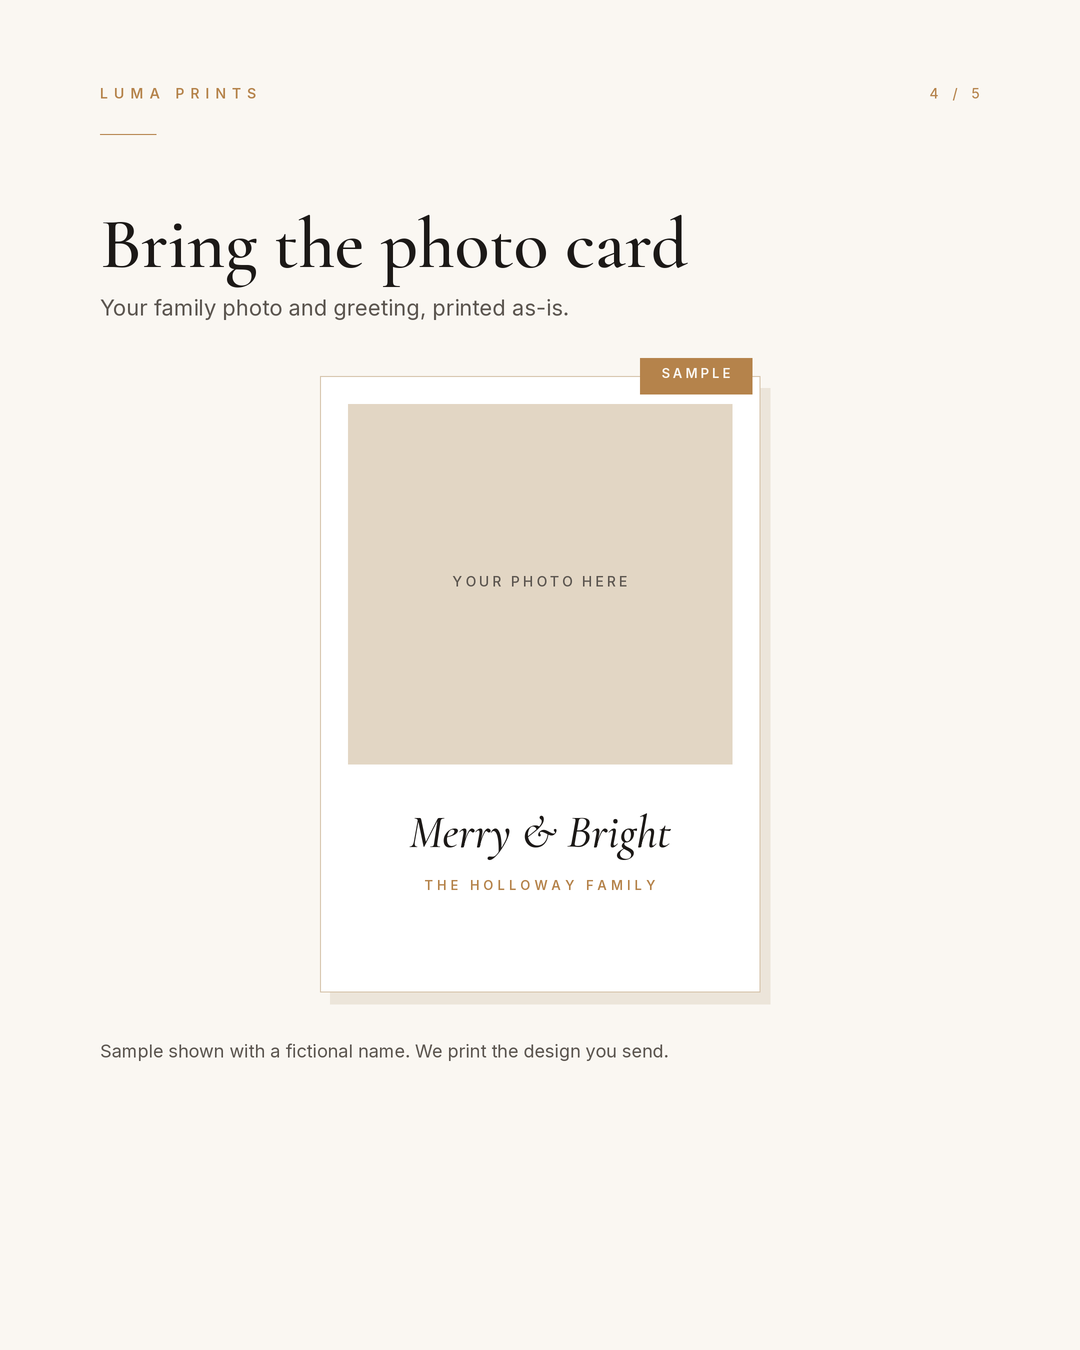 LUMA PRINTS
4 / 5
Bring the photo card
Your family photo and greeting, printed as-is.
SAMPLE
YOUR PHOTO HERE
Merry & Bright
THE HOLLOWAY FAMILY
Sample shown with a fictional name. We print the design you send.